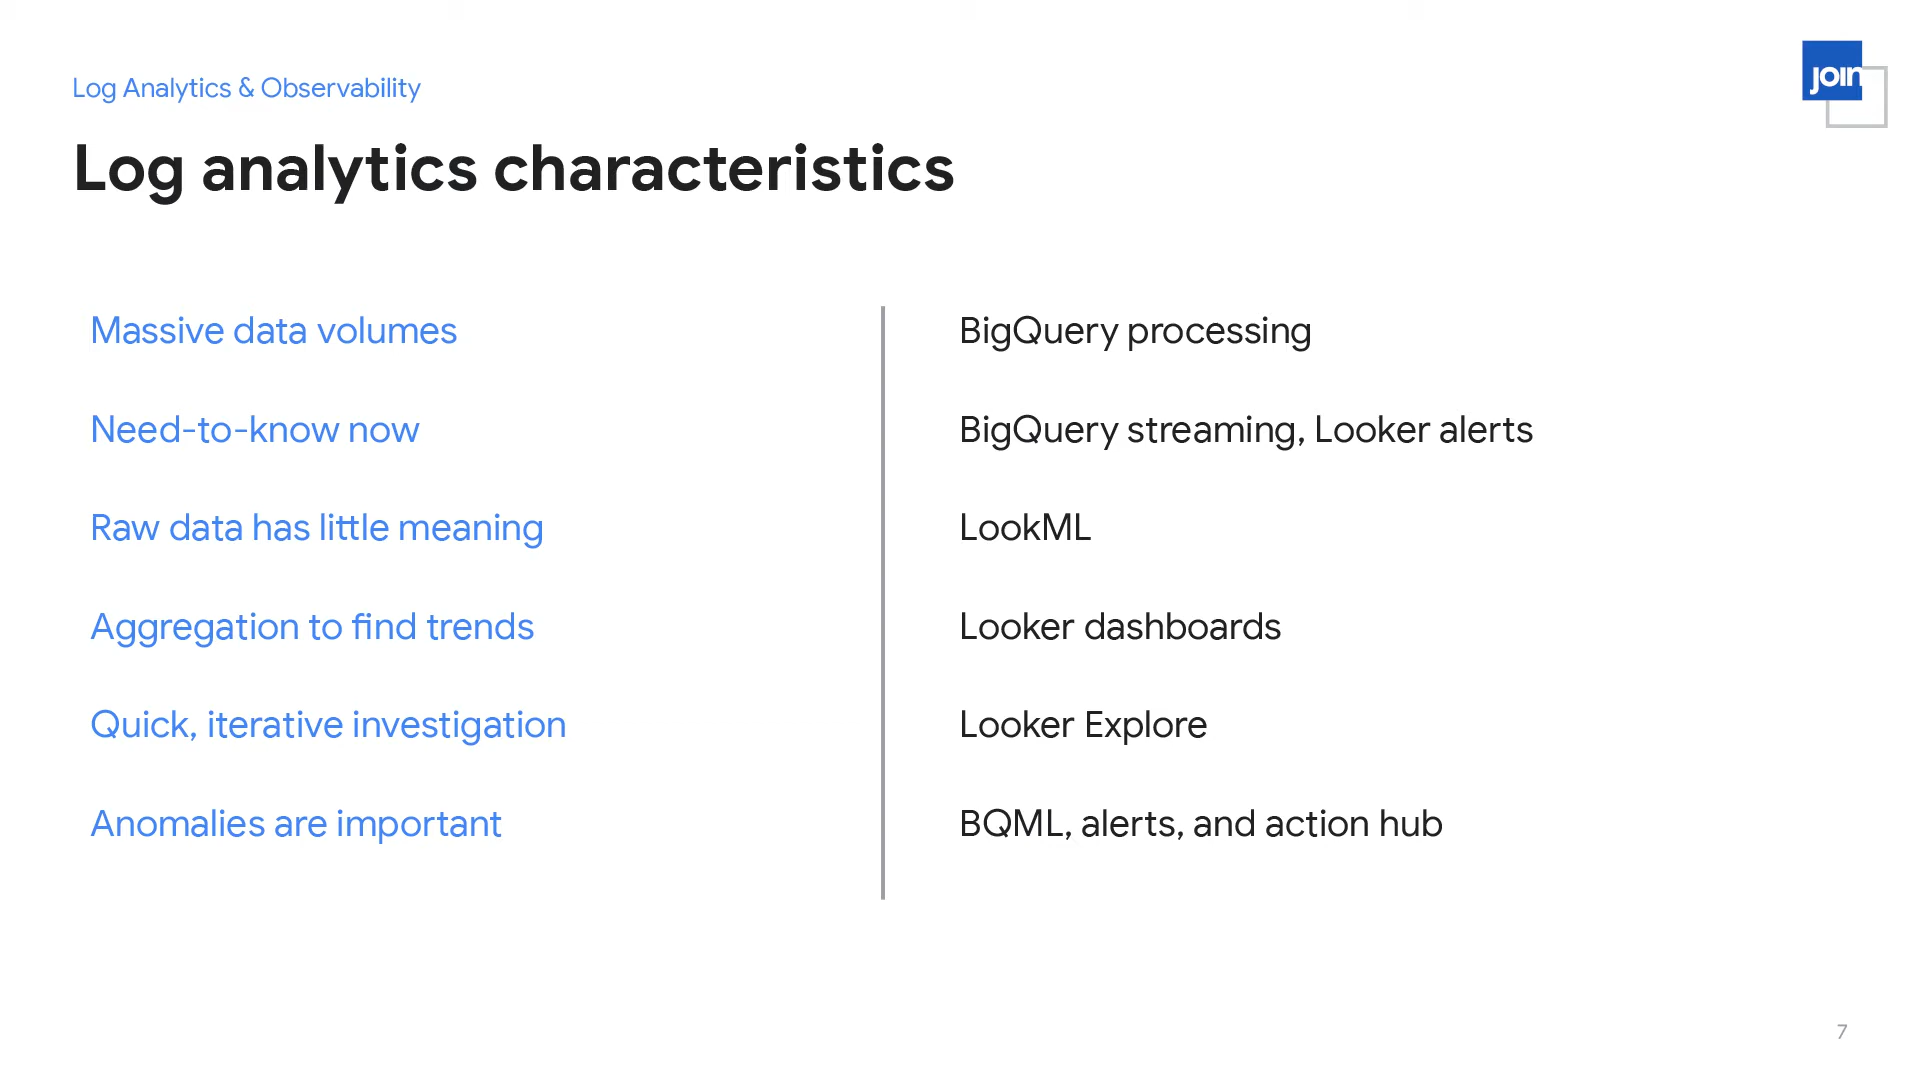 Log Analytics & Observability
join
Log analytics characteristics
Massive data volumes
BigQuery processing
Need-to-know now
BigQuery streaming, Looker alerts
Raw data has little meaning
LookML
Aggregation to find trends
Looker dashboards
Quick, iterative investigation
Looker Explore
Anomalies are important
BQML, alerts, and action hub
7